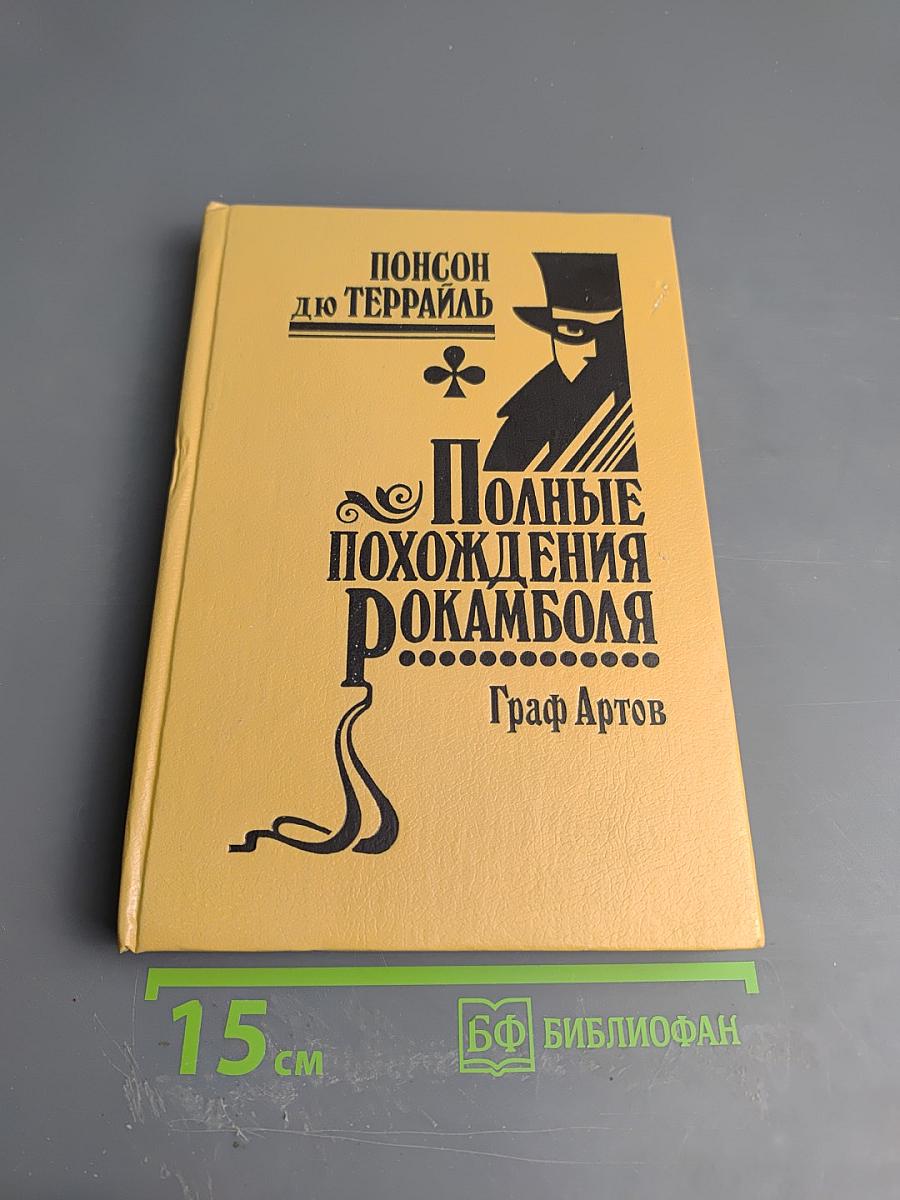 ПОНСОН
дю ТЕРРАЙЛЬ
ПОЛНЫЕ
ПОХОЖДЕНИЯ
РОКАМБОЛЯ
Граф Артов
15 см
БФ БИБЛИОФАН